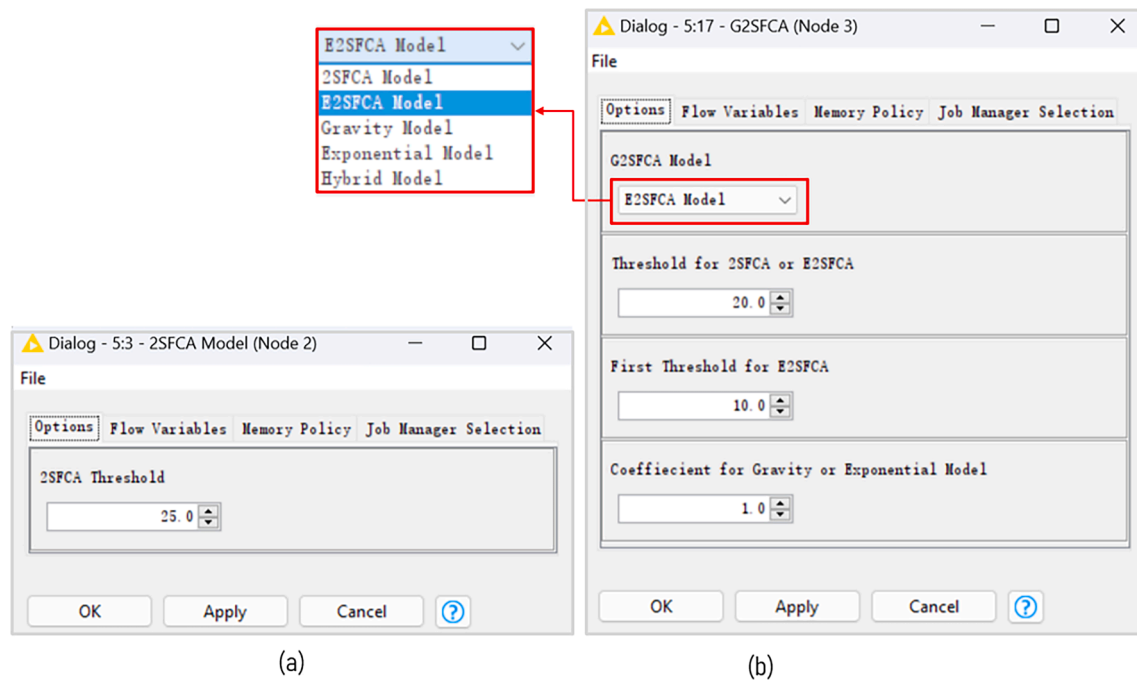 E2SFCA Model
2SFCA Model
E2SFCA Model
Gravity Model
Exponential Model
Hybrid Model
Dialog - 5:3 - 2SFCA Model (Node 2)
File
Options Flow Variables Memory Policy Job Manager Selection
2SFCA Threshold
25.0
OK Apply Cancel ?
(a)
Dialog - 5:17 - G2SFCA (Node 3)
File
Options Flow Variables Memory Policy Job Manager Selection
G2SFCA Model
E2SFCA Model
Threshold for 2SFCA or E2SFCA
20.0
First Threshold for E2SFCA
10.0
Coeffiecient for Gravity or Exponential Model
1.0
OK Apply Cancel ?
(b)